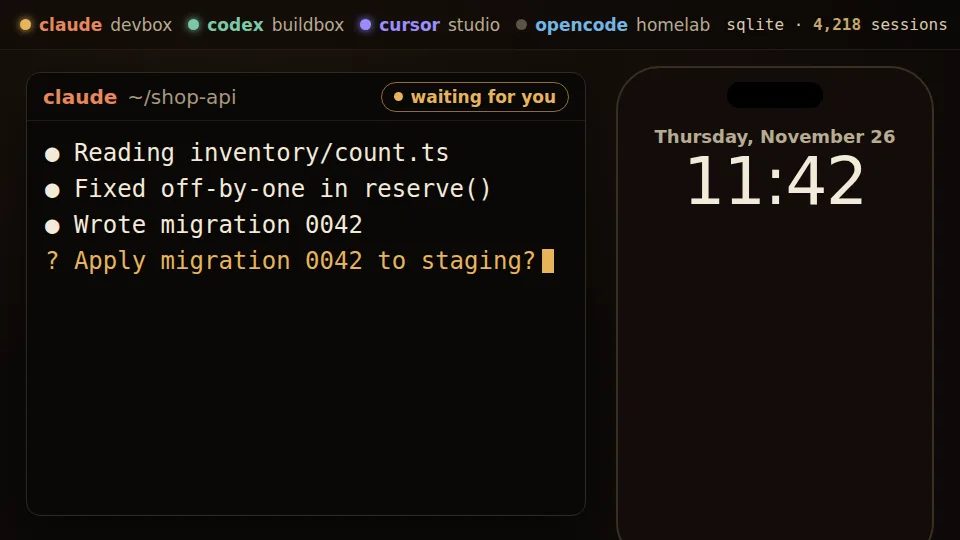 claude devbox codex buildbox cursor studio opencode homelab sqlite · 4,218 sessions
claude ~/shop-api waiting for you
● Reading inventory/count.ts
● Fixed off-by-one in reserve()
● Wrote migration 0042
? Apply migration 0042 to staging?
Thursday, November 26
11:42